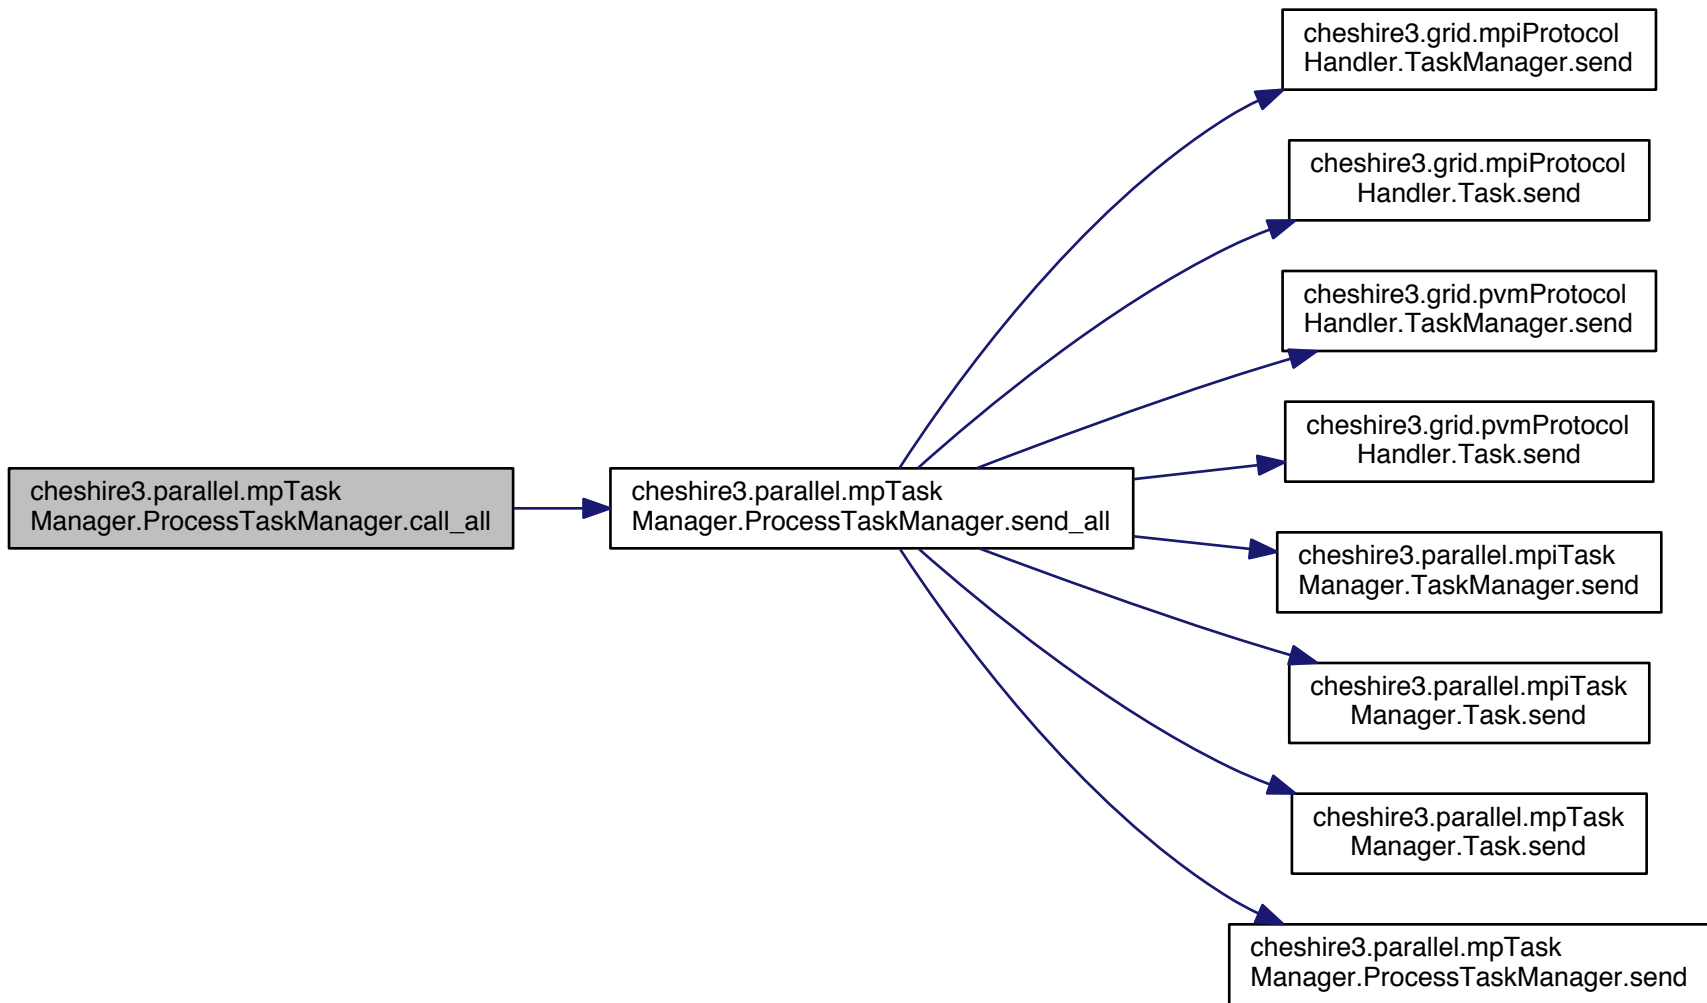 cheshire3.grid.mpiProtocol
Handler.TaskManager.send
cheshire3.grid.mpiProtocol
Handler.Task.send
cheshire3.grid.pvmProtocol
Handler.TaskManager.send
cheshire3.grid.pvmProtocol
Handler.Task.send
cheshire3.parallel.mpTask
Manager.ProcessTaskManager.call_all
cheshire3.parallel.mpTask
Manager.ProcessTaskManager.send_all
cheshire3.parallel.mpiTask
Manager.TaskManager.send
cheshire3.parallel.mpiTask
Manager.Task.send
cheshire3.parallel.mpTask
Manager.Task.send
cheshire3.parallel.mpTask
Manager.ProcessTaskManager.send